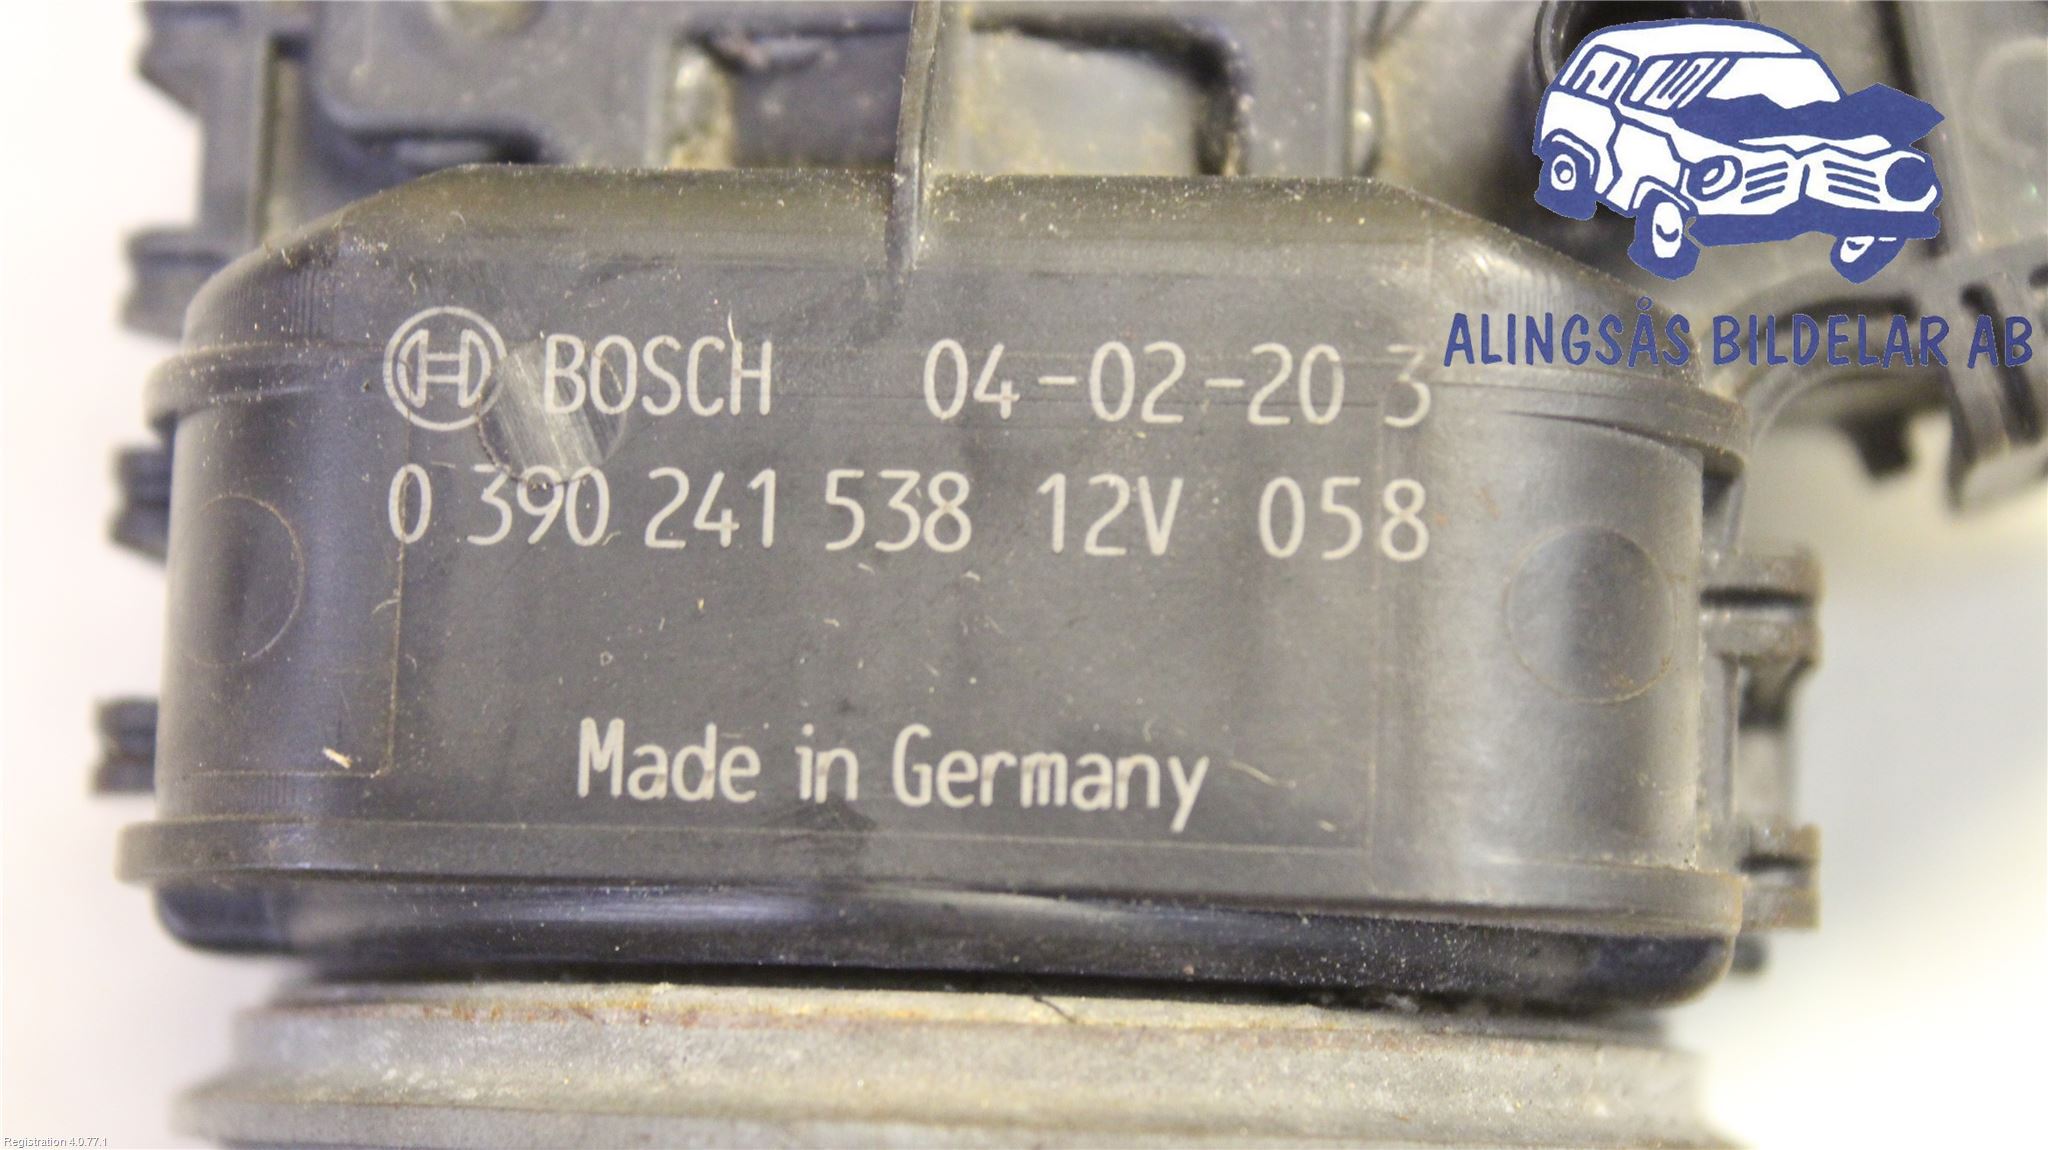 BOSCH 04-02-20 3
0 390 241 538 12V 058
Made in Germany
ALINGSÅS BILDELAR AB
Registration 4.0.77.1